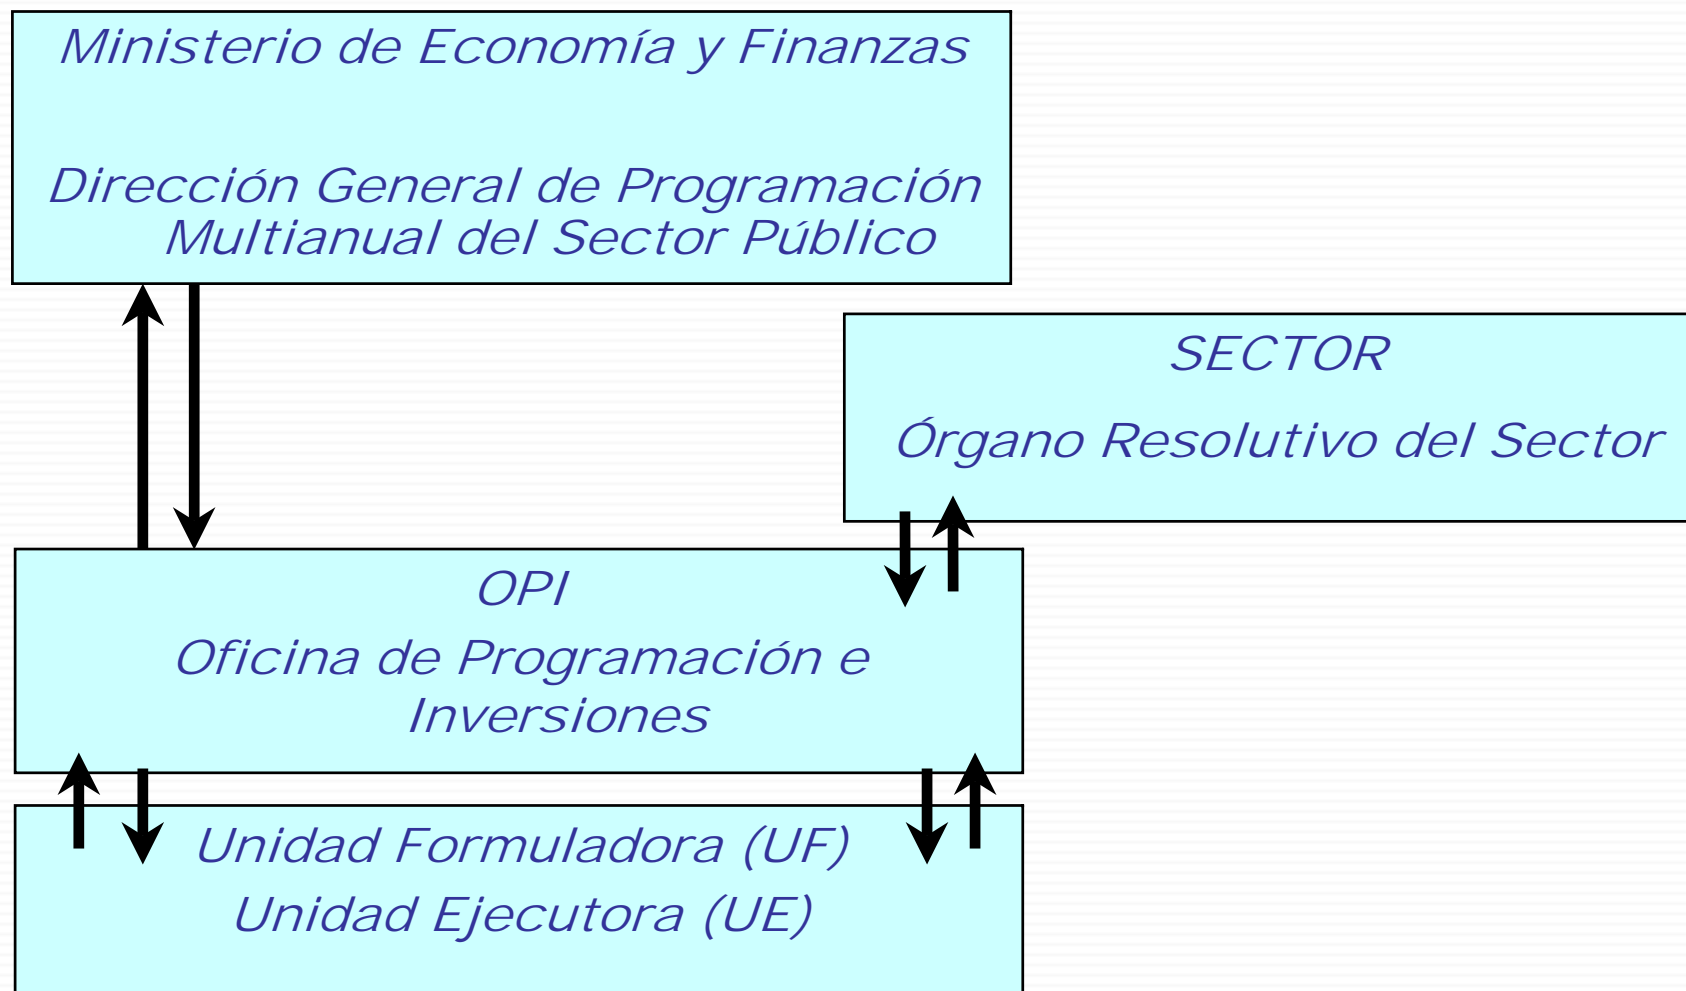 Ministerio de Economía y Finanzas
Dirección General de Programación
Multianual del Sector Público
SECTOR
Órgano Resolutivo del Sector
OPI
Oficina de Programación e
Inversiones
Unidad Formuladora (UF)
Unidad Ejecutora (UE)